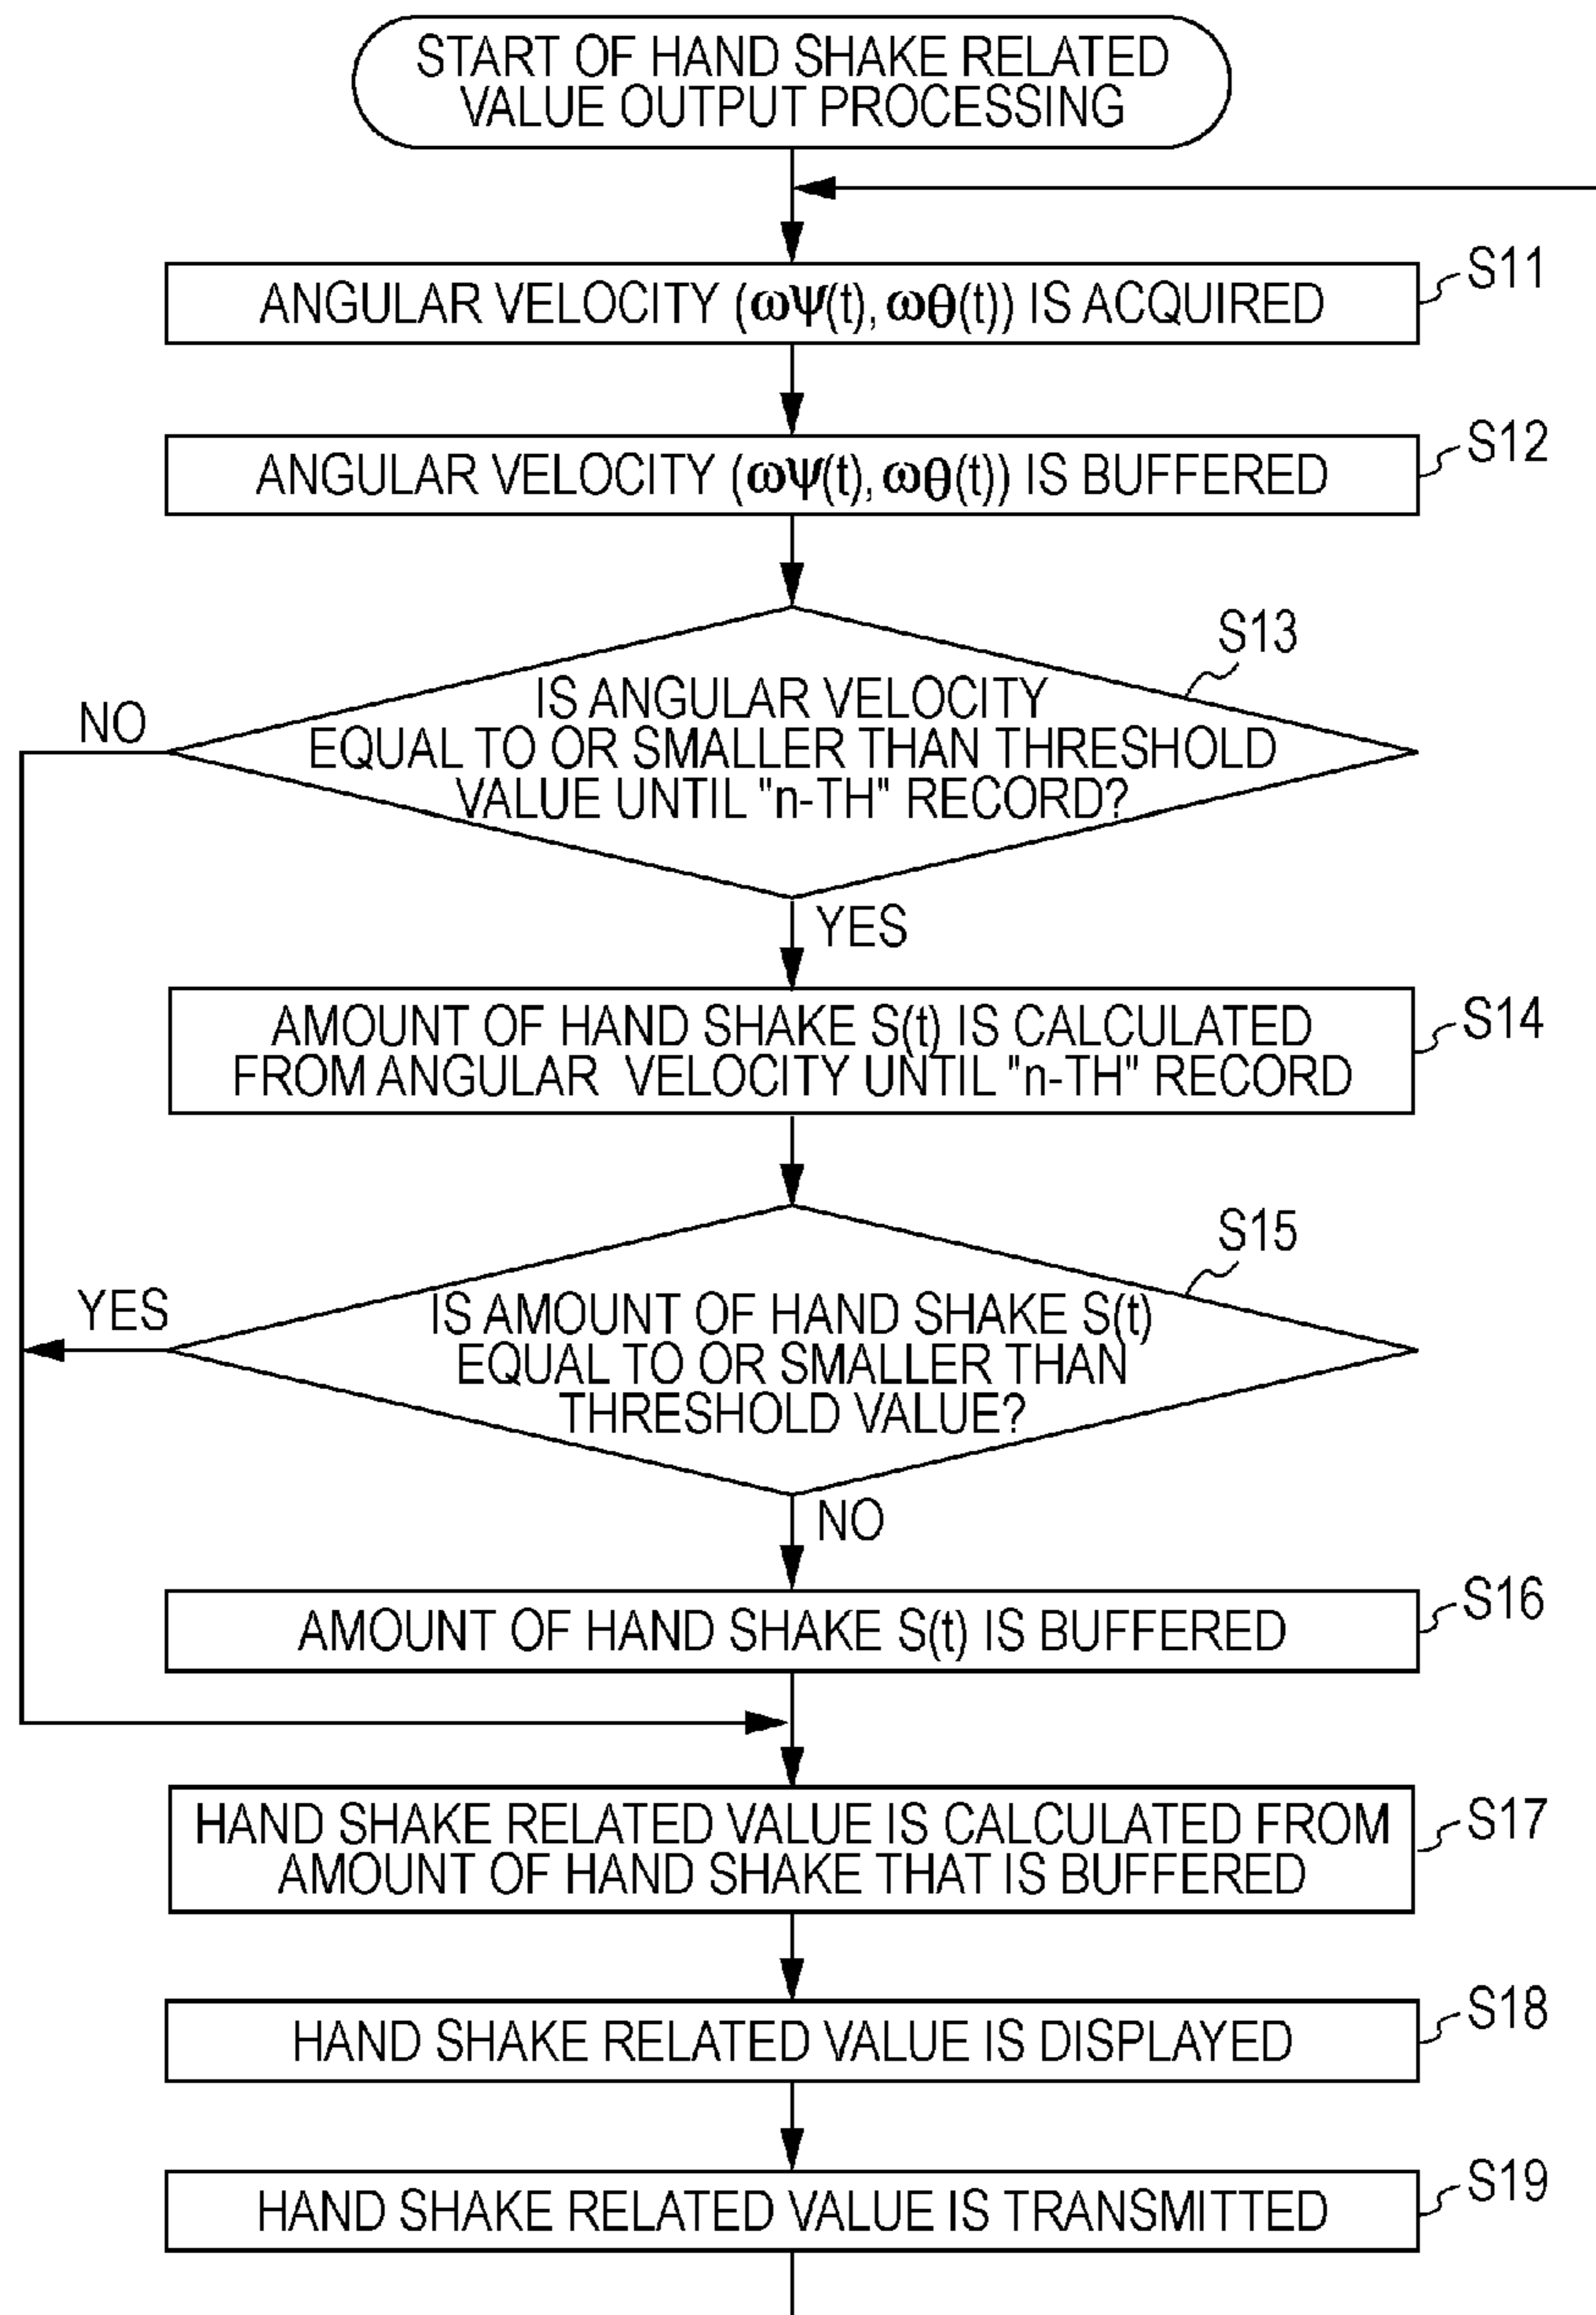 START OF HAND SHAKE RELATED
VALUE OUTPUT PROCESSING
S11
ANGULAR VELOCITY (ωψ(t), ωθ(t)) IS ACQUIRED
S12
ANGULAR VELOCITY (ωψ(t), ωθ(t)) IS BUFFERED
S13
NO
IS ANGULAR VELOCITY
EQUAL TO OR SMALLER THAN THRESHOLD
VALUE UNTIL "n-TH" RECORD?
YES
S14
AMOUNT OF HAND SHAKE S(t) IS CALCULATED
FROM ANGULAR VELOCITY UNTIL "n-TH" RECORD
S15
YES
IS AMOUNT OF HAND SHAKE S(t)
EQUAL TO OR SMALLER THAN
THRESHOLD VALUE?
NO
S16
AMOUNT OF HAND SHAKE S(t) IS BUFFERED
S17
HAND SHAKE RELATED VALUE IS CALCULATED FROM
AMOUNT OF HAND SHAKE THAT IS BUFFERED
S18
HAND SHAKE RELATED VALUE IS DISPLAYED
S19
HAND SHAKE RELATED VALUE IS TRANSMITTED